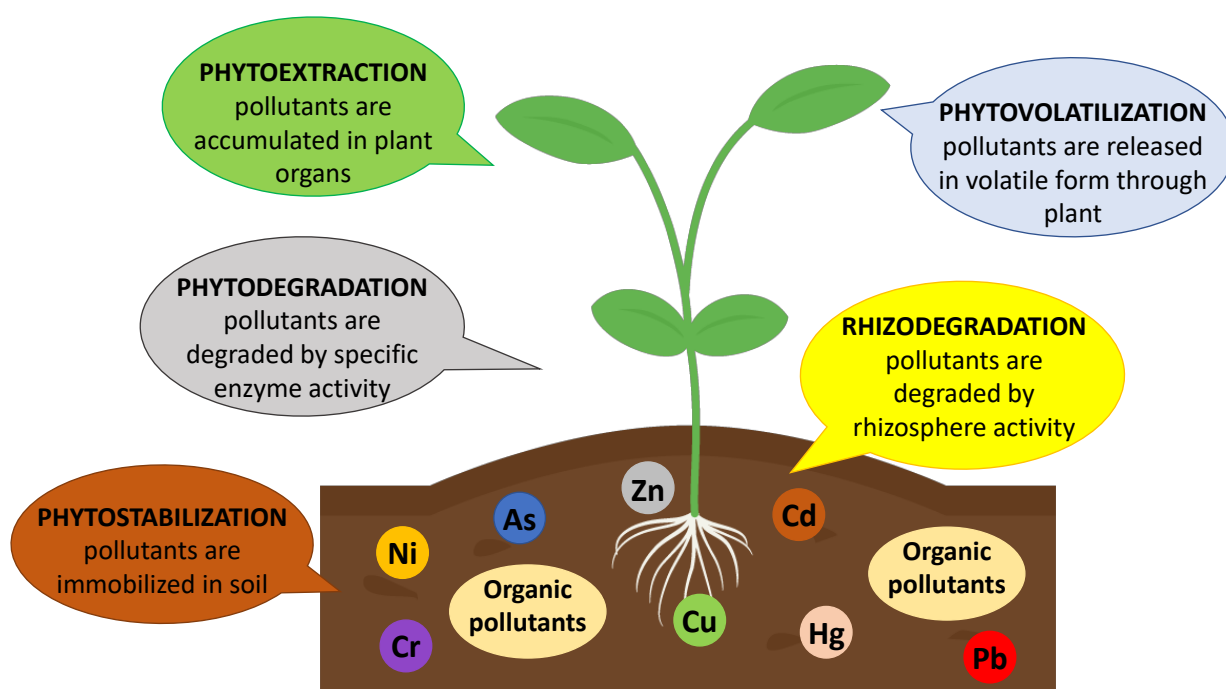 PHYTOEXTRACTION
pollutants are
accumulated in plant
organs
PHYTOVOLATILIZATION
pollutants are released
in volatile form through
plant
PHYTODEGRADATION
pollutants are
degraded by specific
enzyme activity
RHIZODEGRADATION
pollutants are
degraded by
rhizosphere activity
PHYTOSTABILIZATION
pollutants are
immobilized in soil
Zn
As
Cd
Ni
Organic
pollutants
Organic
pollutants
Cu
Cr
Hg
Pb